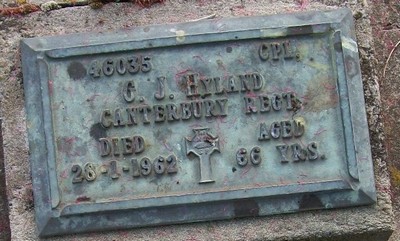 46035 CPL.
C. J. HYLAND
CANTERBURY REGT.
DIED AGED
28-1-1962 66 YRS.